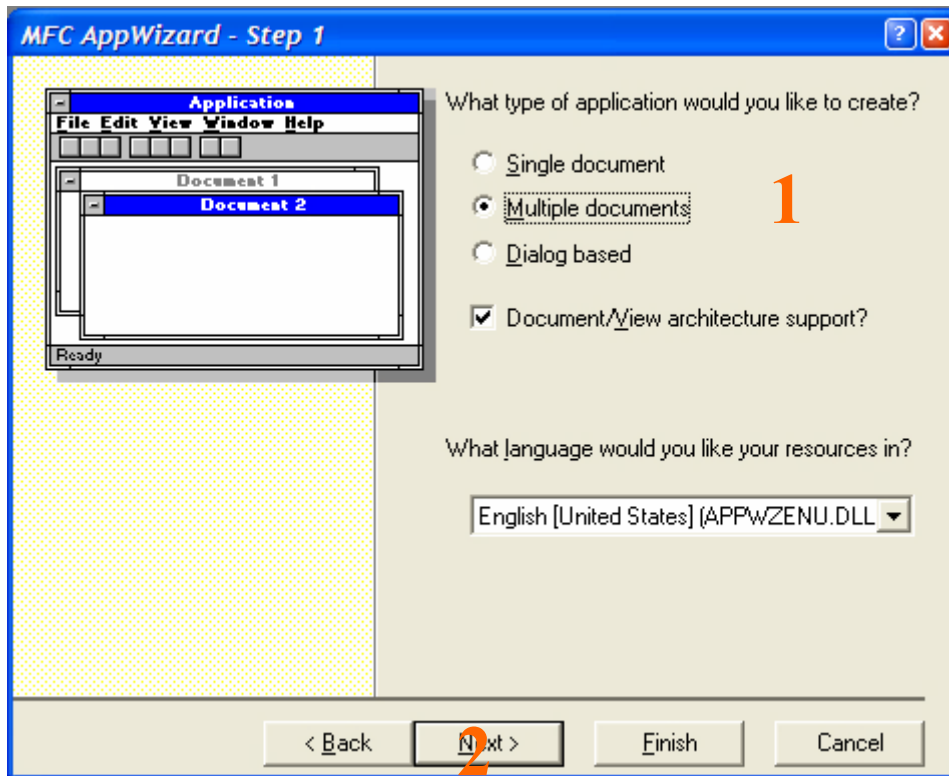 MFC AppWizard - Step 1
Application
File Edit View Window Help
Document 1
Document 2
Ready
What type of application would you like to create?
Single document
Multiple documents
1
Dialog based
Document/View architecture support?
What language would you like your resources in?
English [United States] (APPWZENU.DLL
< Back
Next >
2
Finish
Cancel